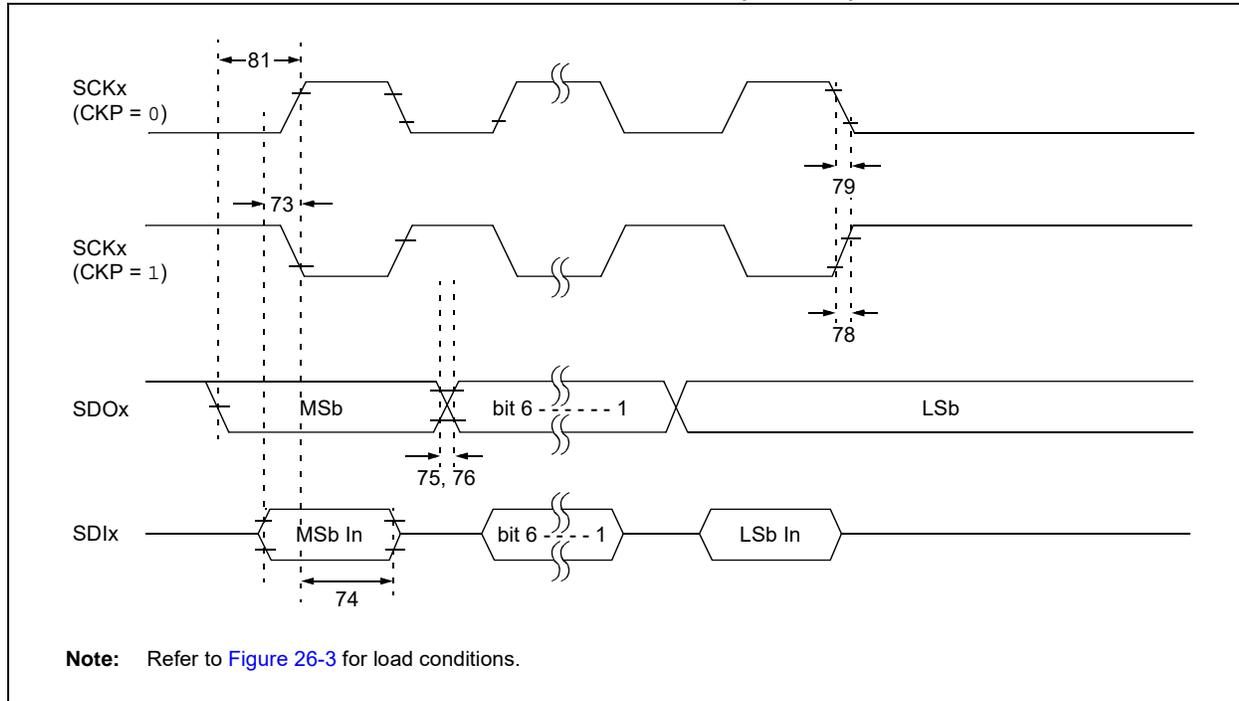 81
SCKx
(CKP = 0)
79
73
SCKx
(CKP = 1)
78
SDOx
MSb
bit 6 - - - - - - 1
LSb
75, 76
SDIx
MSb In
bit 6 - - - - 1
LSb In
74
Note: Refer to Figure 26-3 for load conditions.